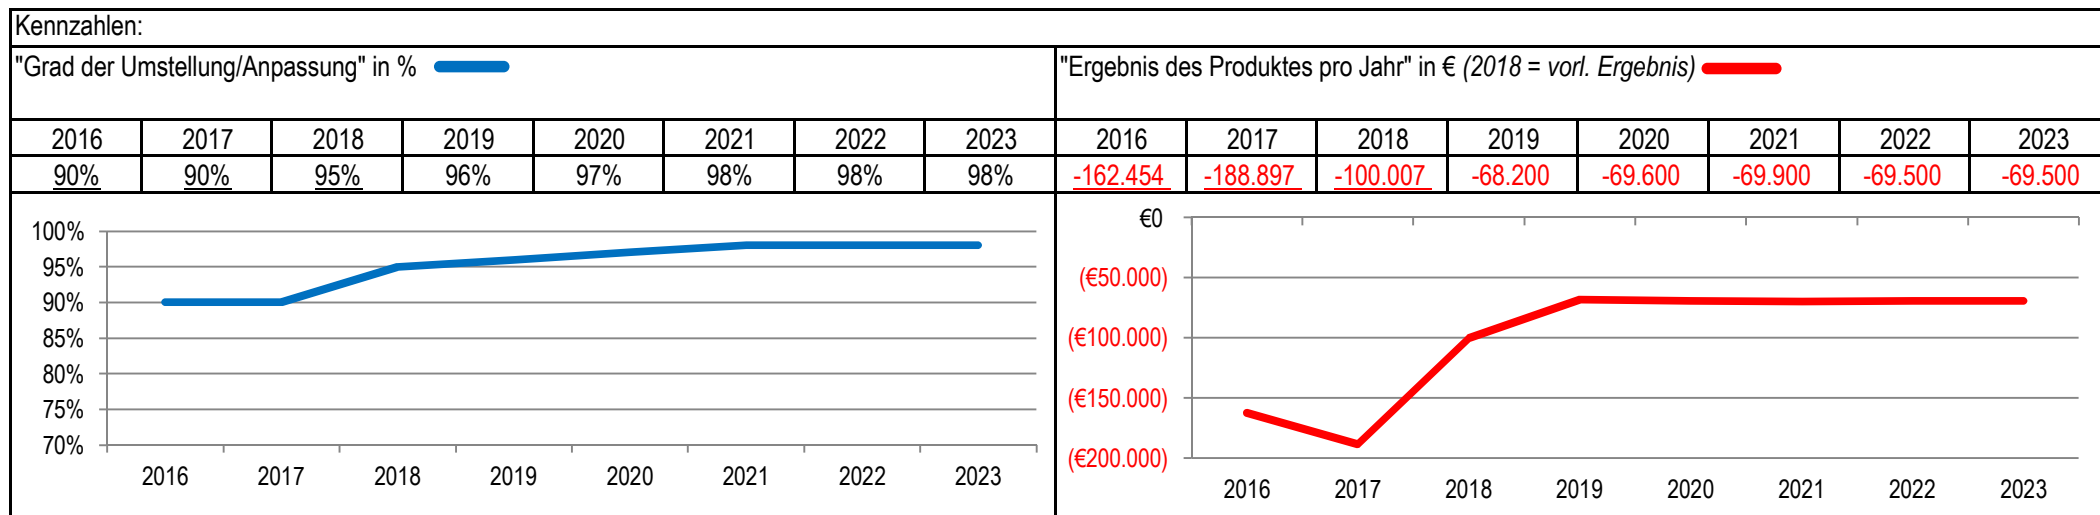 Kennzahlen:
"Grad der Umstellung/Anpassung" in %
"Ergebnis des Produktes pro Jahr" in € (2018 = vorl. Ergebnis)
2016 2017 2018 2019 2020 2021 2022 2023
90% 90% 95% 96% 97% 98% 98% 98%
2016 2017 2018 2019 2020 2021 2022 2023
-162.454 -188.897 -100.007 -68.200 -69.600 -69.900 -69.500 -69.500
100%
95%
90%
85%
80%
75%
70%
2016 2017 2018 2019 2020 2021 2022 2023
€0
(€50.000)
(€100.000)
(€150.000)
(€200.000)
2016 2017 2018 2019 2020 2021 2022 2023